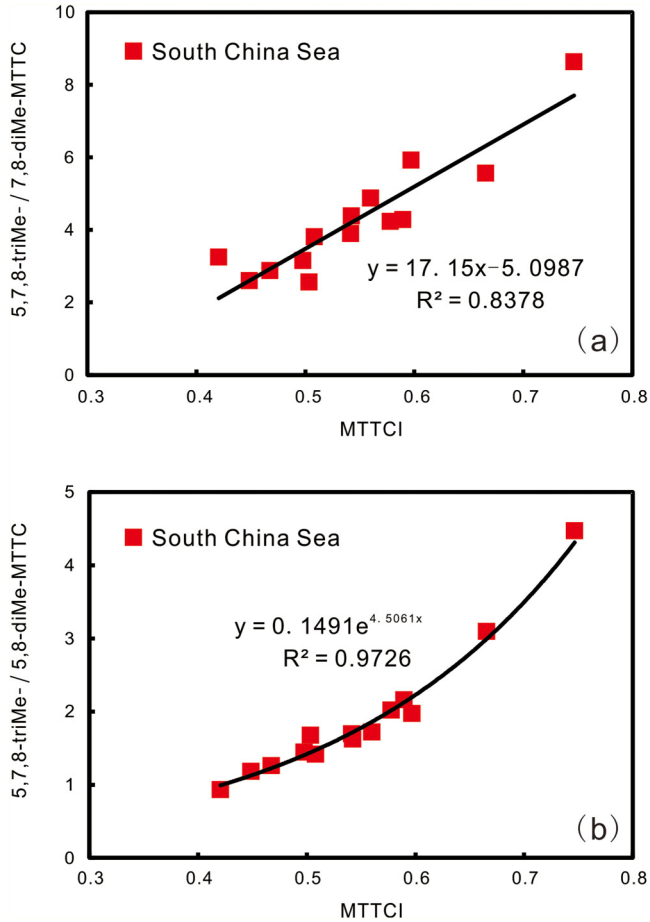 10
South China Sea
8
6
4
2
0
5,7,8-triMe- / 7,8-diMe-MTTC
y = 17. 15x-5. 0987
R² = 0.8378
(a)
0.3 0.4 0.5 0.6 0.7 0.8
MTTCI
5
South China Sea
4
3
2
1
0
5,7,8-triMe- / 5,8-diMe-MTTC
y = 0. 1491e^4. 5061x
R² = 0.9726
(b)
0.3 0.4 0.5 0.6 0.7 0.8
MTTCI